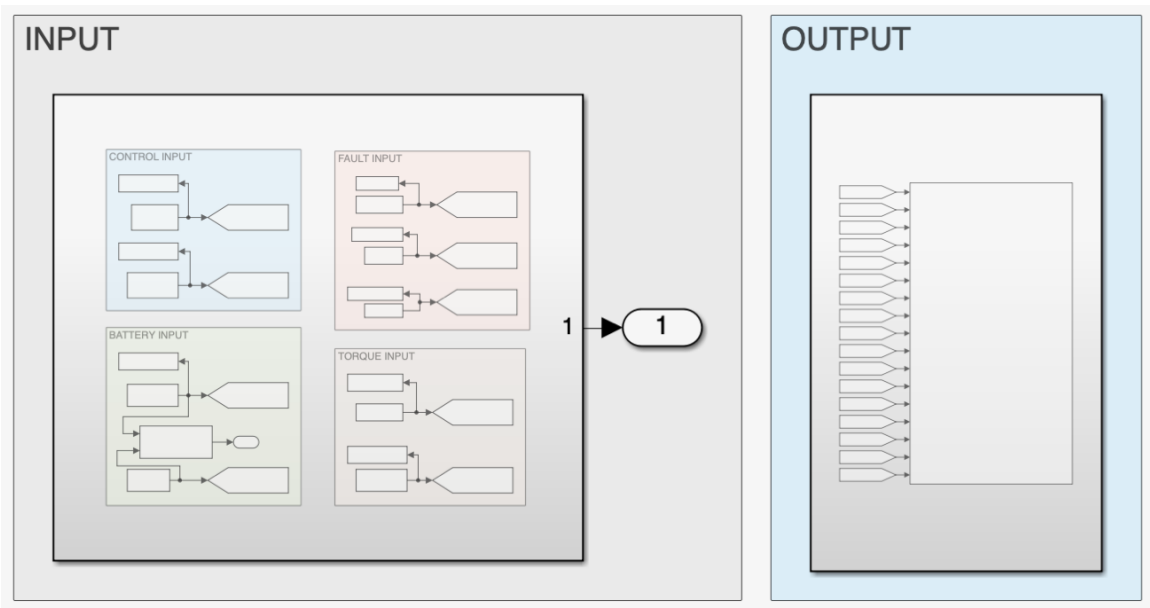 INPUT
CONTROL INPUT
FAULT INPUT
BATTERY INPUT
TORQUE INPUT
1
1
OUTPUT